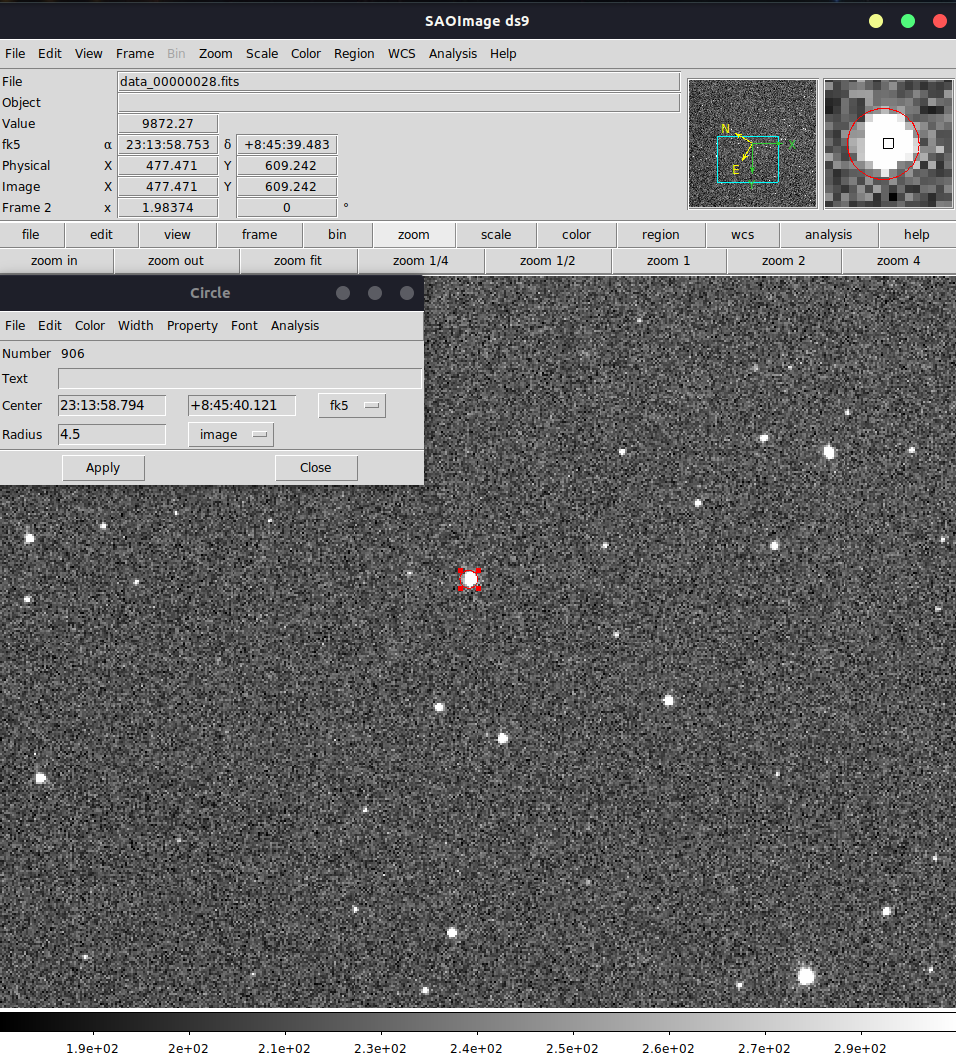 SAOImage ds9
File Edit View Frame Bin Zoom Scale Color Region WCS Analysis Help
File data_00000028.fits
Object
Value 9872.27
fk5 α 23:13:58.753 δ +8:45:39.483
Physical X 477.471 Y 609.242
Image X 477.471 Y 609.242
Frame 2 x 1.98374 0 °
N
X
E
file edit view frame bin zoom scale color region wcs analysis help
zoom in zoom out zoom fit zoom 1/4 zoom 1/2 zoom 1 zoom 2 zoom 4
Circle
File Edit Color Width Property Font Analysis
Number 906
Text
Center 23:13:58.794 +8:45:40.121 fk5
Radius 4.5 image
Apply Close
1.9e+02 2e+02 2.1e+02 2.3e+02 2.4e+02 2.5e+02 2.6e+02 2.7e+02 2.9e+02